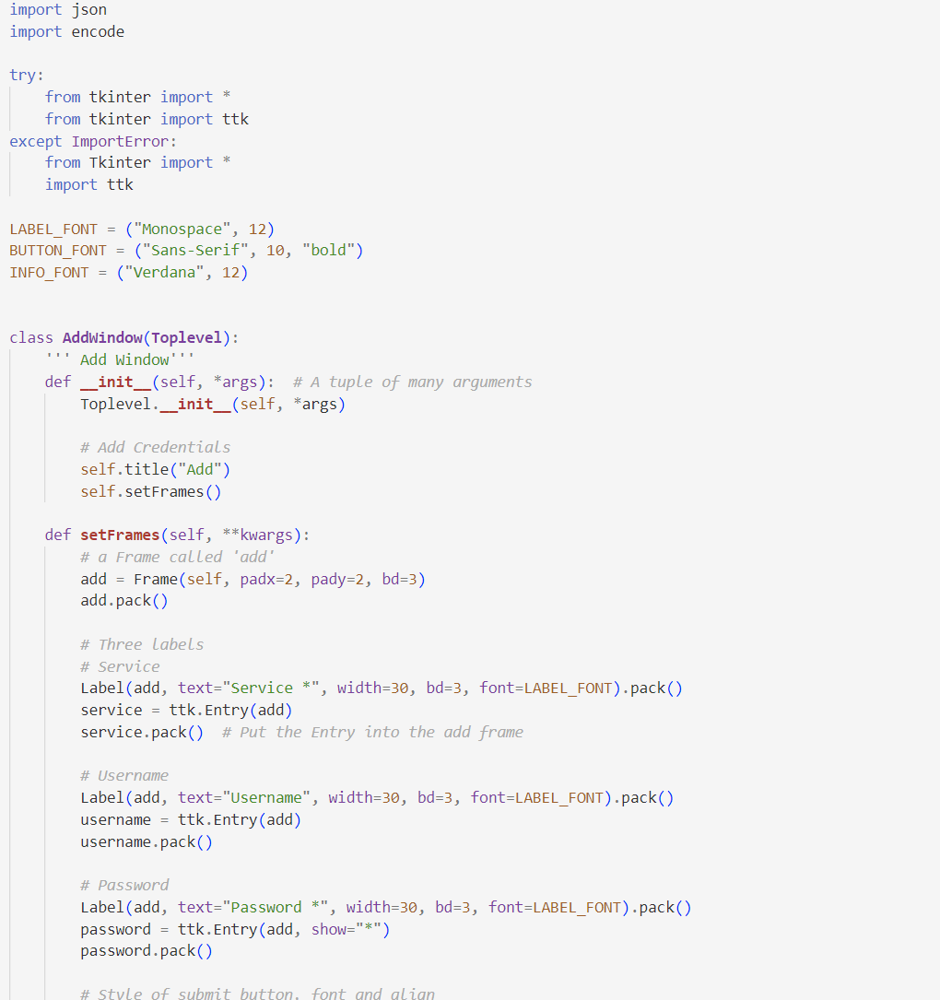 import json
import encode
try:
from tkinter import *
from tkinter import ttk
except ImportError:
from Tkinter import *
import ttk
LABEL_FONT = ("Monospace", 12)
BUTTON_FONT = ("Sans-Serif", 10, "bold")
INFO_FONT = ("Verdana", 12)
class AddWindow(Toplevel):
''' Add Window'''
def __init__(self, *args):  # A tuple of many arguments
Toplevel.__init__(self, *args)
# Add Credentials
self.title("Add")
self.setFrames()
def setFrames(self, **kwargs):
# a Frame called 'add'
add = Frame(self, padx=2, pady=2, bd=3)
add.pack()
# Three labels
# Service
Label(add, text="Service *", width=30, bd=3, font=LABEL_FONT).pack()
service = ttk.Entry(add)
service.pack()  # Put the Entry into the add frame
# Username
Label(add, text="Username", width=30, bd=3, font=LABEL_FONT).pack()
username = ttk.Entry(add)
username.pack()
# Password
Label(add, text="Password *", width=30, bd=3, font=LABEL_FONT).pack()
password = ttk.Entry(add, show="*")
password.pack()
# Style of submit button, font and align